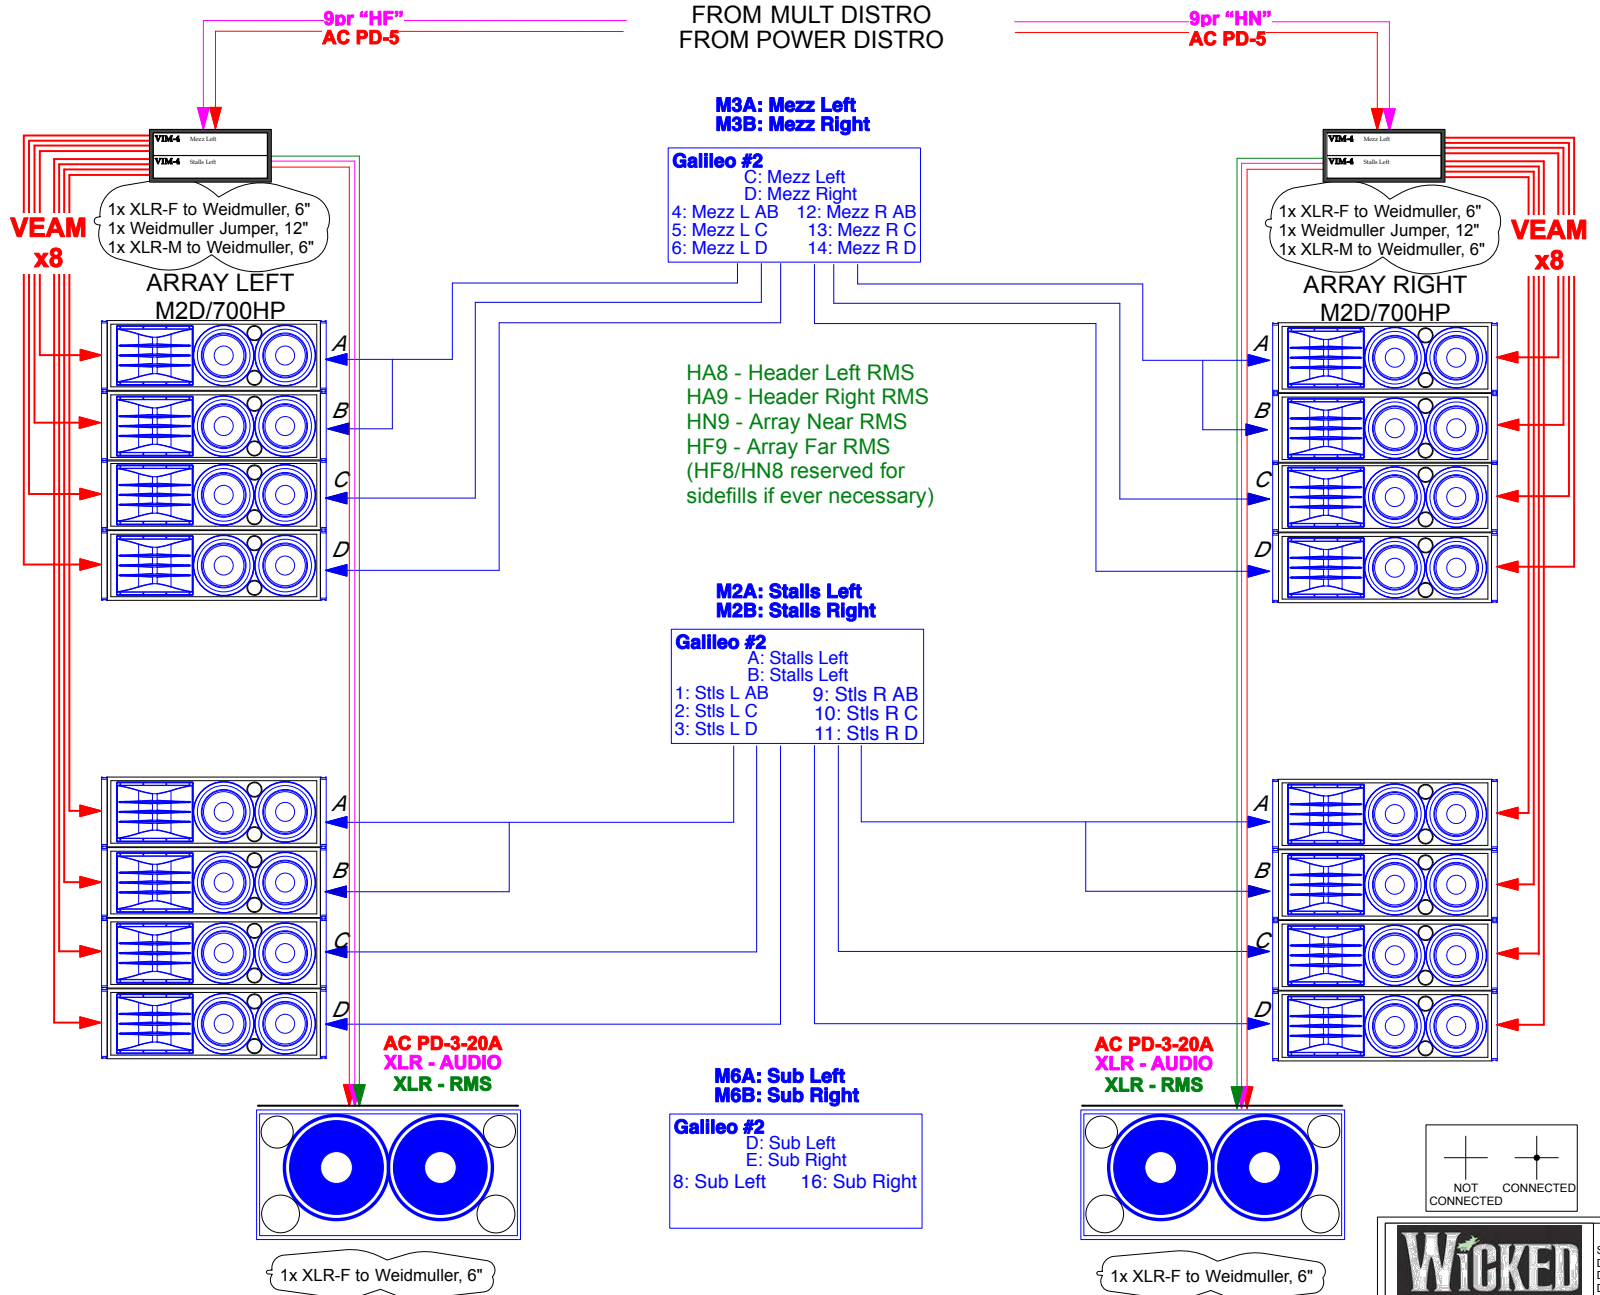 9pr “HF”
AC PD-5
FROM MULT DISTRO
FROM POWER DISTRO
9pr “HN”
AC PD-5
VIM-4 Mezz Left
VIM-4 Stalls Left
1x XLR-F to Weidmuller, 6"
1x Weidmuller Jumper, 12"
1x XLR-M to Weidmuller, 6"
VEAM
x8
ARRAY LEFT
M2D/700HP
A
B
C
D
M3A: Mezz Left
M3B: Mezz Right
Galileo #2
C: Mezz Left
D: Mezz Right
4: Mezz L AB 12: Mezz R AB
5: Mezz L C 13: Mezz R C
6: Mezz L D 14: Mezz R D
VIM-4 Mezz Left
VIM-4 Stalls Left
1x XLR-F to Weidmuller, 6"
1x Weidmuller Jumper, 12"
1x XLR-M to Weidmuller, 6"
VEAM
x8
ARRAY RIGHT
M2D/700HP
A
B
C
D
HA8 - Header Left RMS
HA9 - Header Right RMS
HN9 - Array Near RMS
HF9 - Array Far RMS
(HF8/HN8 reserved for
sidefills if ever necessary)
M2A: Stalls Left
M2B: Stalls Right
Galileo #2
A: Stalls Left
B: Stalls Left
1: Stls L AB 9: Stls R AB
2: Stls L C 10: Stls R C
3: Stls L D 11: Stls R D
A
B
C
D
A
B
C
D
AC PD-3-20A
XLR - AUDIO
XLR - RMS
M6A: Sub Left
M6B: Sub Right
Galileo #2
D: Sub Left
E: Sub Right
8: Sub Left 16: Sub Right
AC PD-3-20A
XLR - AUDIO
XLR - RMS
1x XLR-F to Weidmuller, 6"
1x XLR-F to Weidmuller, 6"
NOT
CONNECTED
CONNECTED
WiCKED
S
D
D
D